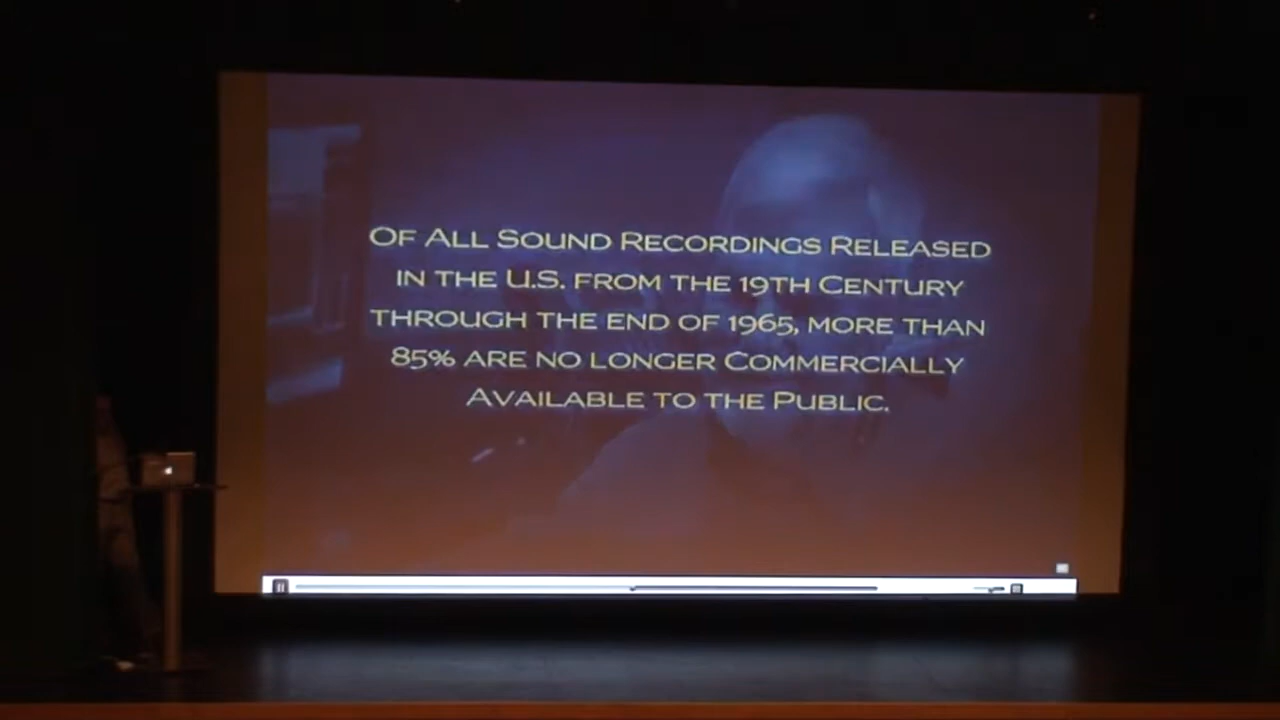 OF ALL SOUND RECORDINGS RELEASED
IN THE U.S. FROM THE 19TH CENTURY
THROUGH THE END OF 1965, MORE THAN
85% ARE NO LONGER COMMERCIALLY
AVAILABLE TO THE PUBLIC.